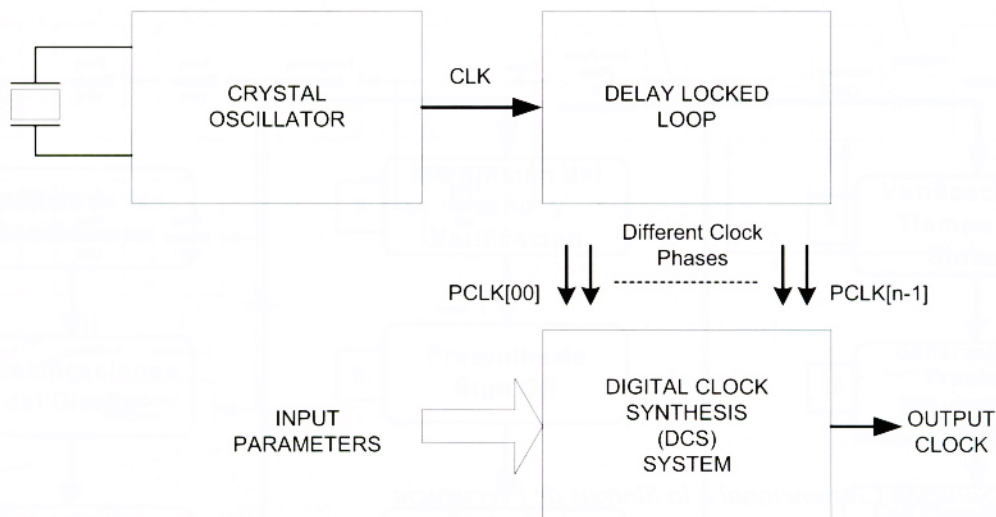 CRYSTAL
OSCILLATOR
CLK
DELAY LOCKED
LOOP
Different Clock
Phases
PCLK[00]
PCLK[n-1]
INPUT
PARAMETERS
DIGITAL CLOCK
SYNTHESIS
(DCS)
SYSTEM
OUTPUT
CLOCK